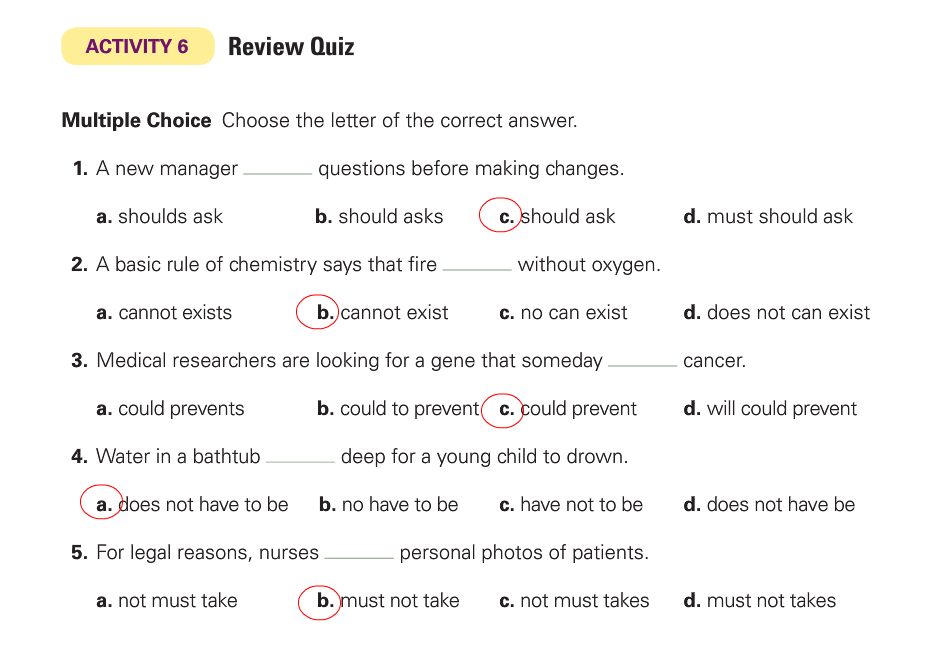 ACTIVITY 6 Review Quiz
Multiple Choice Choose the letter of the correct answer.
1. A new manager ______ questions before making changes.
a. shoulds ask b. should asks c. should ask d. must should ask
2. A basic rule of chemistry says that fire ______ without oxygen.
a. cannot exists b. cannot exist c. no can exist d. does not can exist
3. Medical researchers are looking for a gene that someday ______ cancer.
a. could prevents b. could to prevent c. could prevent d. will could prevent
4. Water in a bathtub ______ deep for a young child to drown.
a. does not have to be b. no have to be c. have not to be d. does not have be
5. For legal reasons, nurses ______ personal photos of patients.
a. not must take b. must not take c. not must takes d. must not takes